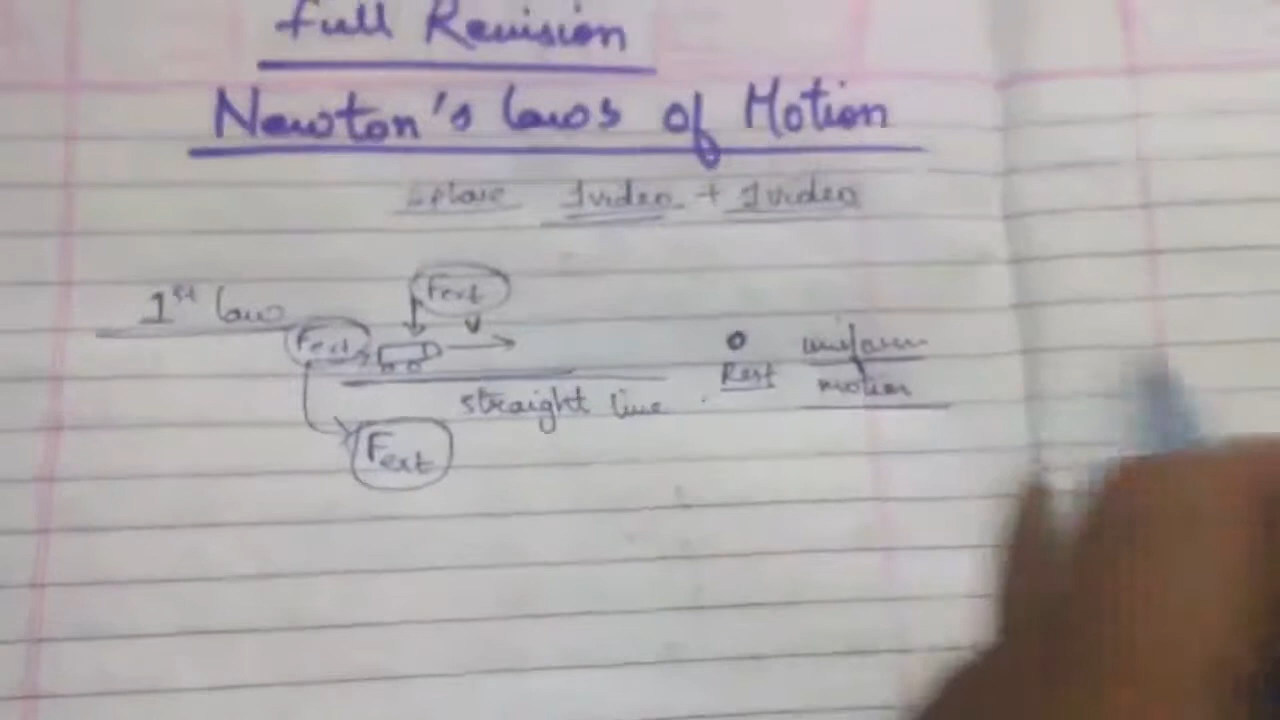 Full Revision
Newton's laws of Motion
1 video + 1 video
1st law
Fext
v
Fext
Rest
uniform
motion
straight line
Fext